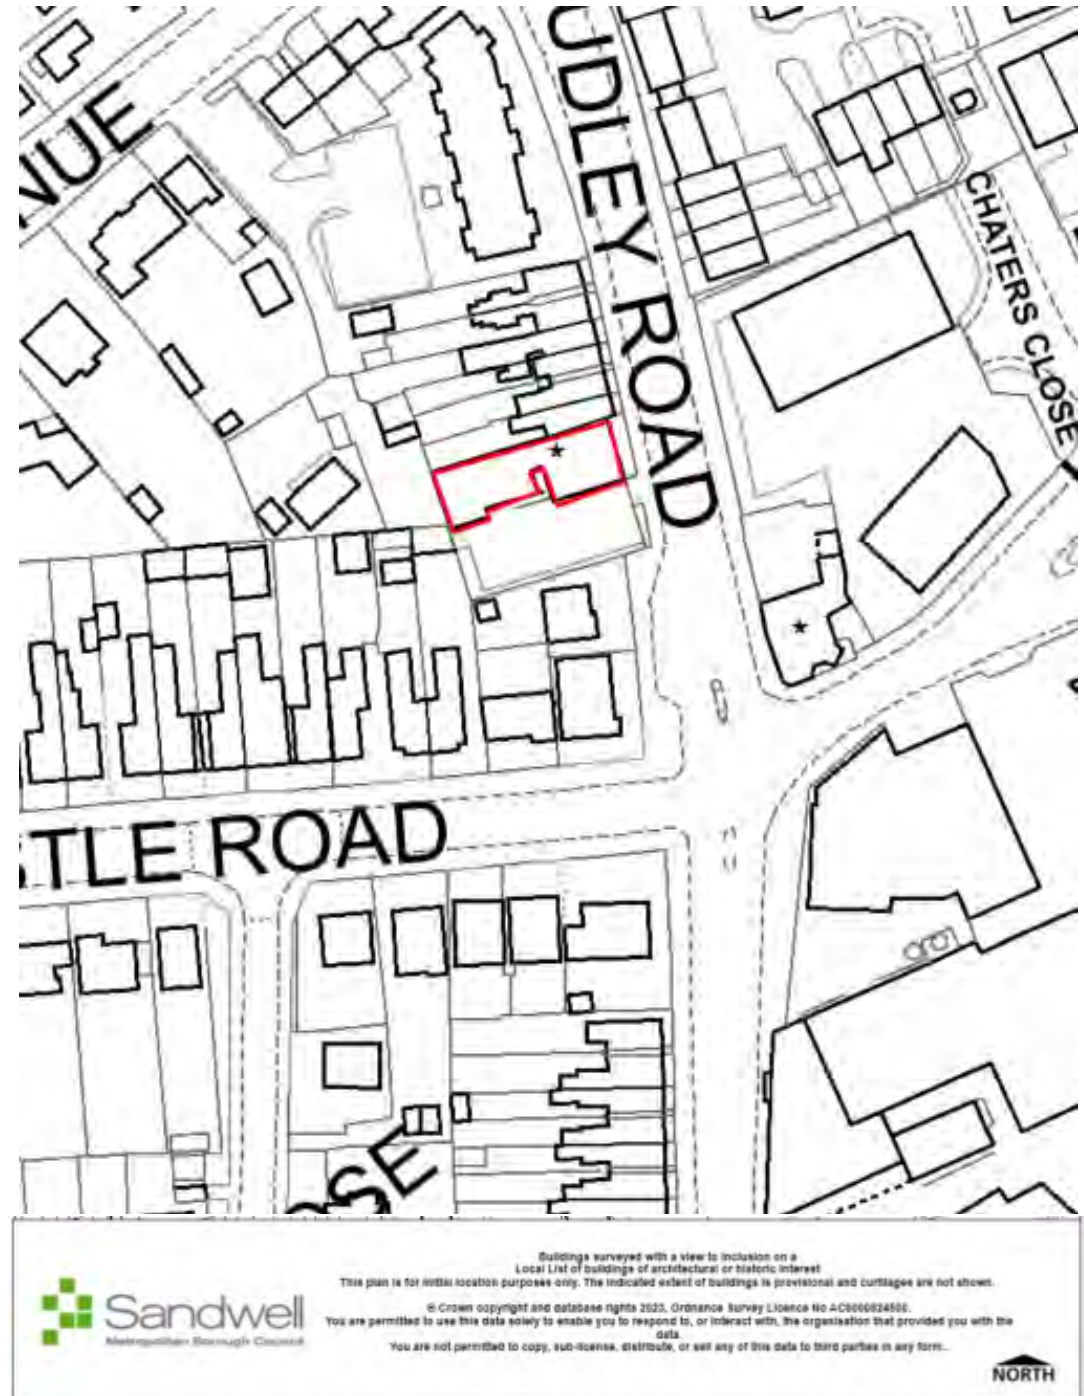 NUE
UDLEY ROAD
CHATERS CLOSE
TLE ROAD
OSE
Sandwell
Metropolitan Borough Council
Buildings surveyed with a view to inclusion on a
Local List of buildings of architectural or historic interest
This plan is for initial location purposes only. The indicated extent of buildings is provisional and curtilages are not shown.
© Crown copyright and database rights 2023, Ordnance Survey Licence No
You are permitted to use this data solely to enable you to respond to, or interact with, the organisation that provided you with the
data.
You are not permitted to copy, sub-license, distribute, or sell any of this data to third parties in any form.
NORTH